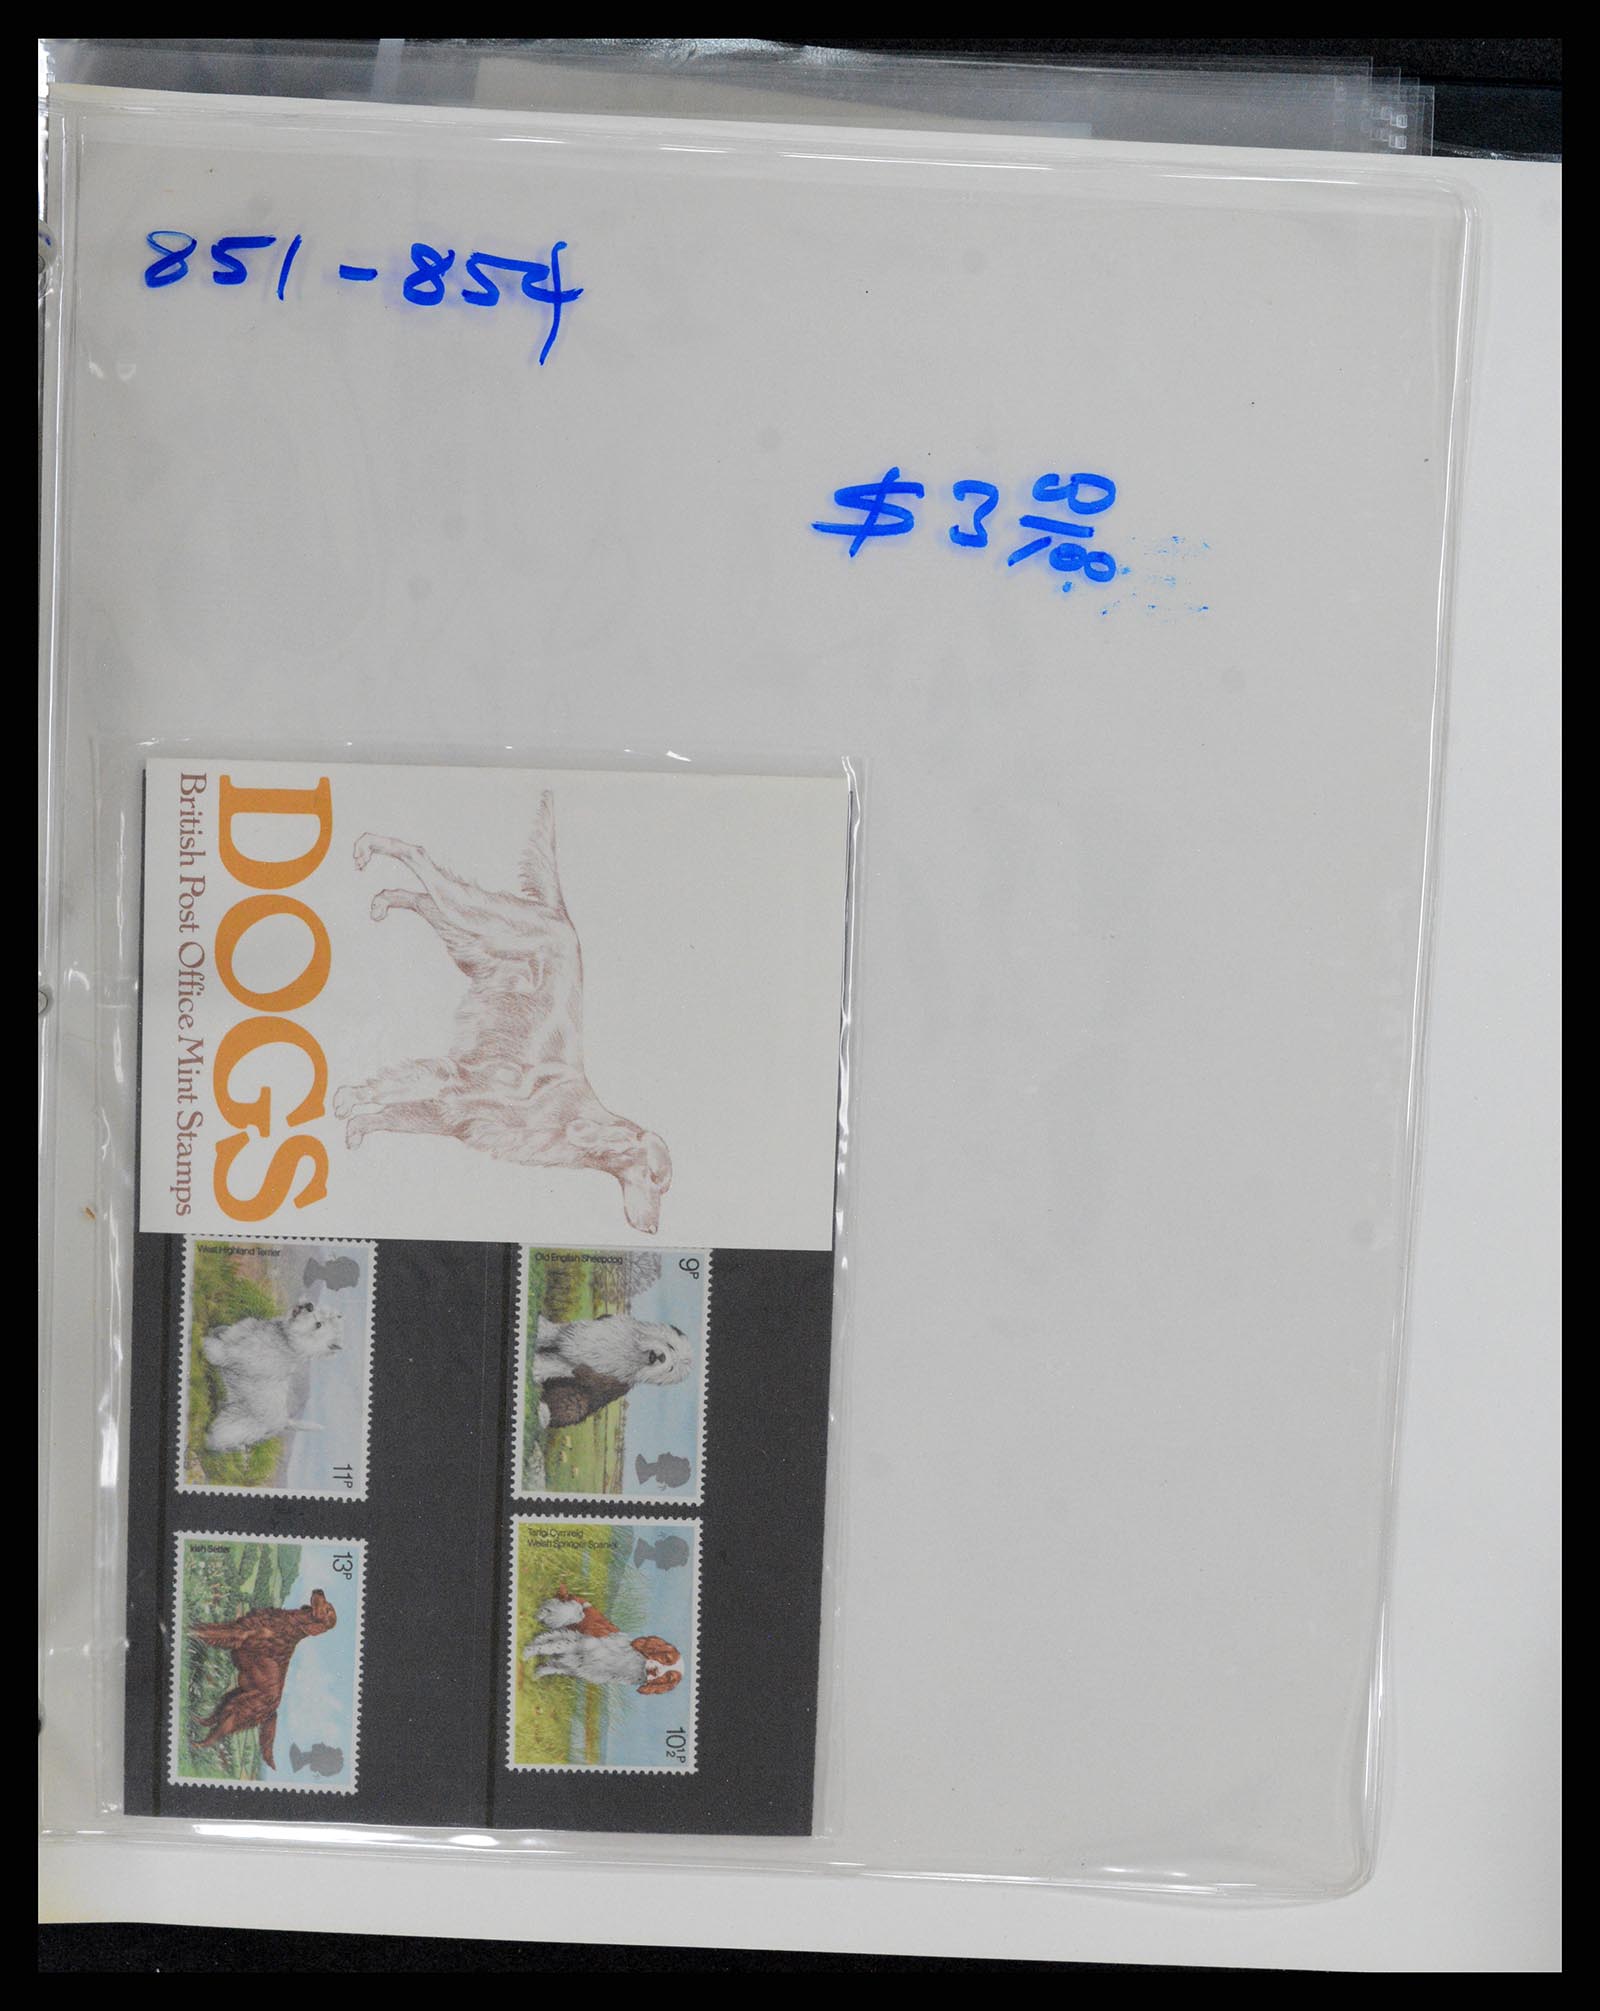 851-854
$3 50/100
DOGS
British Post Office Mint Stamps
West Highland Terrier
11P
Old English Sheepdog
9P
Irish Setter
13P
Tarfgi Cymreig
Welsh Springer Spaniel
10½P